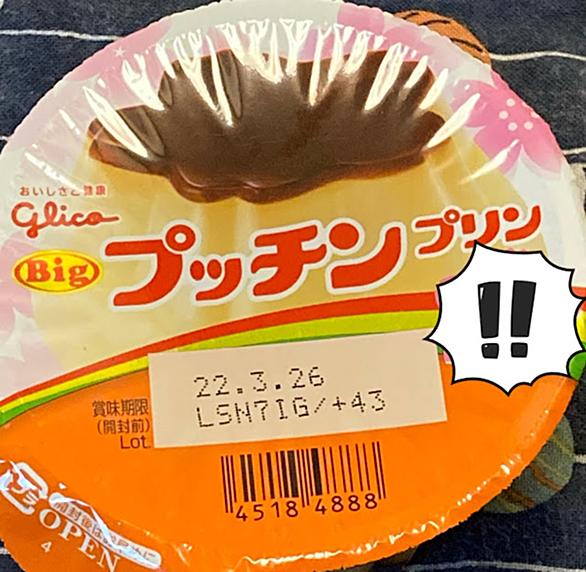 おいしさと健康
Glico
Big プッチンプリン
!!
22.3.26
賞味期限
(開封前)
LSN7IG/+43
Lot.
4518 4888
OPEN
4